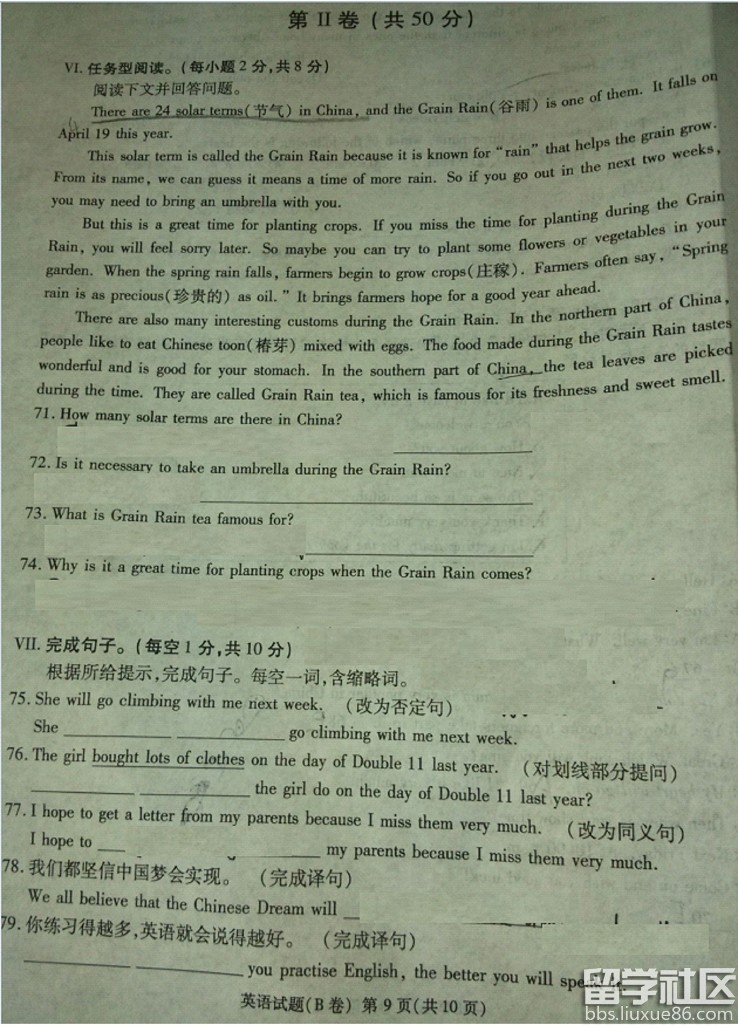 第 II 卷 (共 50 分)
VI. 任务型阅读。(每小题 2 分,共 8 分)
阅读下文并回答问题。
There are 24 solar terms(节气) in China, and the Grain Rain(谷雨) is one of them. It falls on
April 19 this year.
This solar term is called the Grain Rain because it is known for “rain” that helps the grain grow.
From its name, we can guess it means a time of more rain. So if you go out in the next two weeks,
you may need to bring an umbrella with you.
But this is a great time for planting crops. If you miss the time for planting during the Grain
Rain, you will feel sorry later. So maybe you can try to plant some flowers or vegetables in your
garden. When the spring rain falls, farmers begin to grow crops(庄稼). Farmers often say, “Spring
rain is as precious(珍贵的) as oil.” It brings farmers hope for a good year ahead.
There are also many interesting customs during the Grain Rain. In the northern part of China,
people like to eat Chinese toon(椿芽) mixed with eggs. The food made during the Grain Rain tastes
wonderful and is good for your stomach. In the southern part of China, the tea leaves are picked
during the time. They are called Grain Rain tea, which is famous for its freshness and sweet smell.
71. How many solar terms are there in China?
72. Is it necessary to take an umbrella during the Grain Rain?
73. What is Grain Rain tea famous for?
74. Why is it a great time for planting crops when the Grain Rain comes?
VII. 完成句子。(每空 1 分,共 10 分)
根据所给提示,完成句子。每空一词,含缩略词。
75. She will go climbing with me next week. (改为否定句)
She ________ ________ go climbing with me next week.
76. The girl bought lots of clothes on the day of Double 11 last year. (对划线部分提问)
________ ________ the girl do on the day of Double 11 last year?
77. I hope to get a letter from my parents because I miss them very much. (改为同义句)
I hope to ___ ________ my parents because I miss them very much.
78. 我们都坚信中国梦会实现。 (完成译句)
We all believe that the Chinese Dream will __
79. 你练习得越多,英语就会说得越好。 (完成译句)
________ ________ you practise English, the better you will speak it.
英语试题(B 卷) 第 9 页(共 10 页)
留学社区
bbs.liuxue86.com